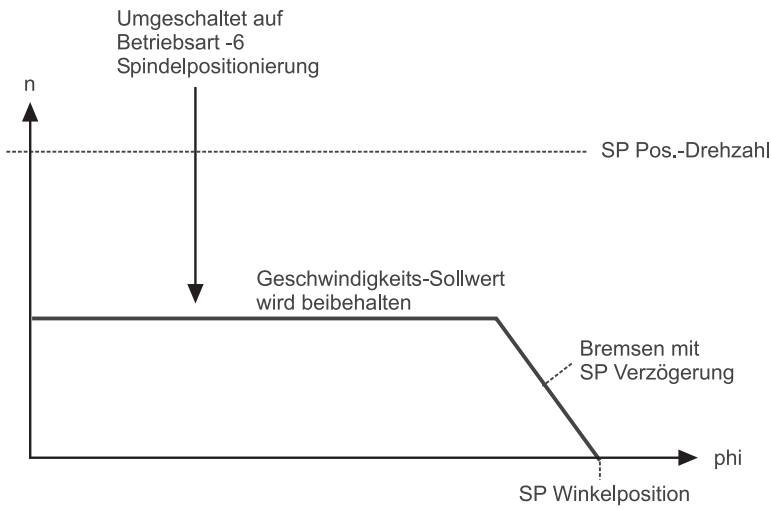 Umgeschaltet auf
Betriebsart -6
Spindelpositionierung
n
SP Pos.-Drehzahl
Geschwindigkeits-Sollwert
wird beibehalten
Bremsen mit
SP Verzögerung
phi
SP Winkelposition